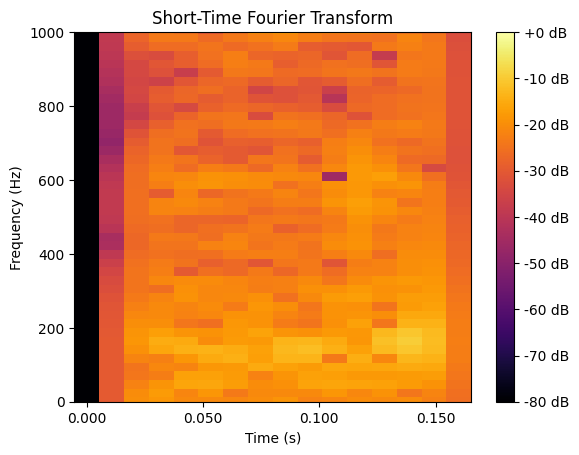 Short-Time Fourier Transform
1000
800
600
400
200
0
Frequency (Hz)
0.000
0.050
0.100
0.150
Time (s)
+0 dB
-10 dB
-20 dB
-30 dB
-40 dB
-50 dB
-60 dB
-70 dB
-80 dB